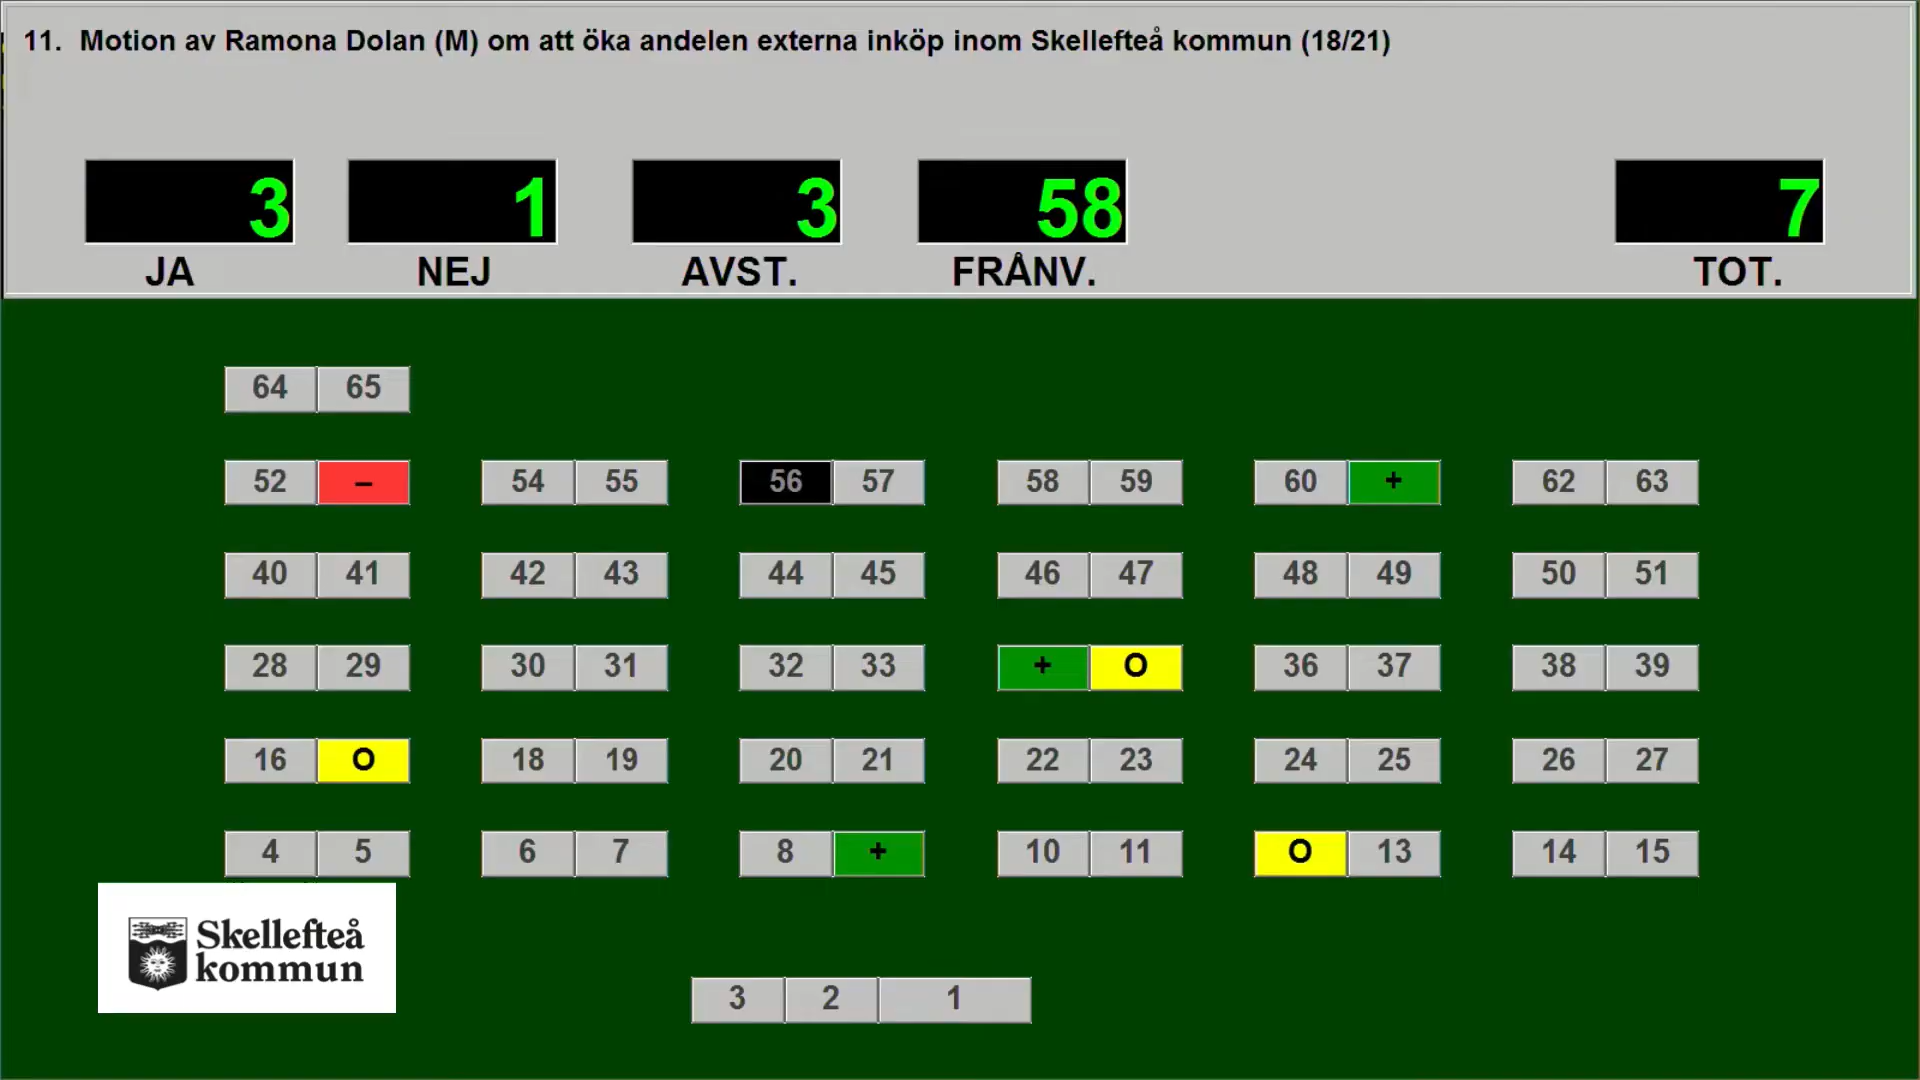 11. Motion av Ramona Dolan (M) om att öka andelen externa inköp inom Skellefteå kommun (18/21)
3 1 3 58 7
JA NEJ AVST. FRÅNV. TOT.
64 65
52 – 54 55 56 57 58 59 60 + 62 63
40 41 42 43 44 45 46 47 48 49 50 51
28 29 30 31 32 33 + O 36 37 38 39
16 O 18 19 20 21 22 23 24 25 26 27
4 5 6 7 8 + 10 11 O 13 14 15
Skellefteå
kommun
3 2 1